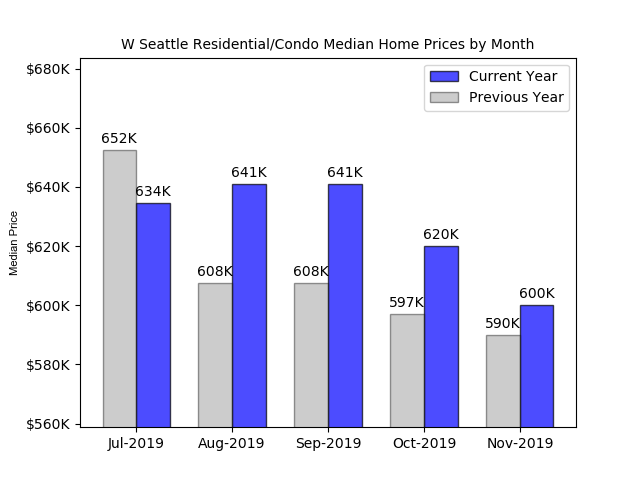 W Seattle Residential/Condo Median Home Prices by Month
$680K
$660K
$640K
$620K
$600K
$580K
$560K
Median Price
Current Year
Previous Year
652K
634K
608K
641K
608K
641K
597K
620K
590K
600K
Jul-2019
Aug-2019
Sep-2019
Oct-2019
Nov-2019